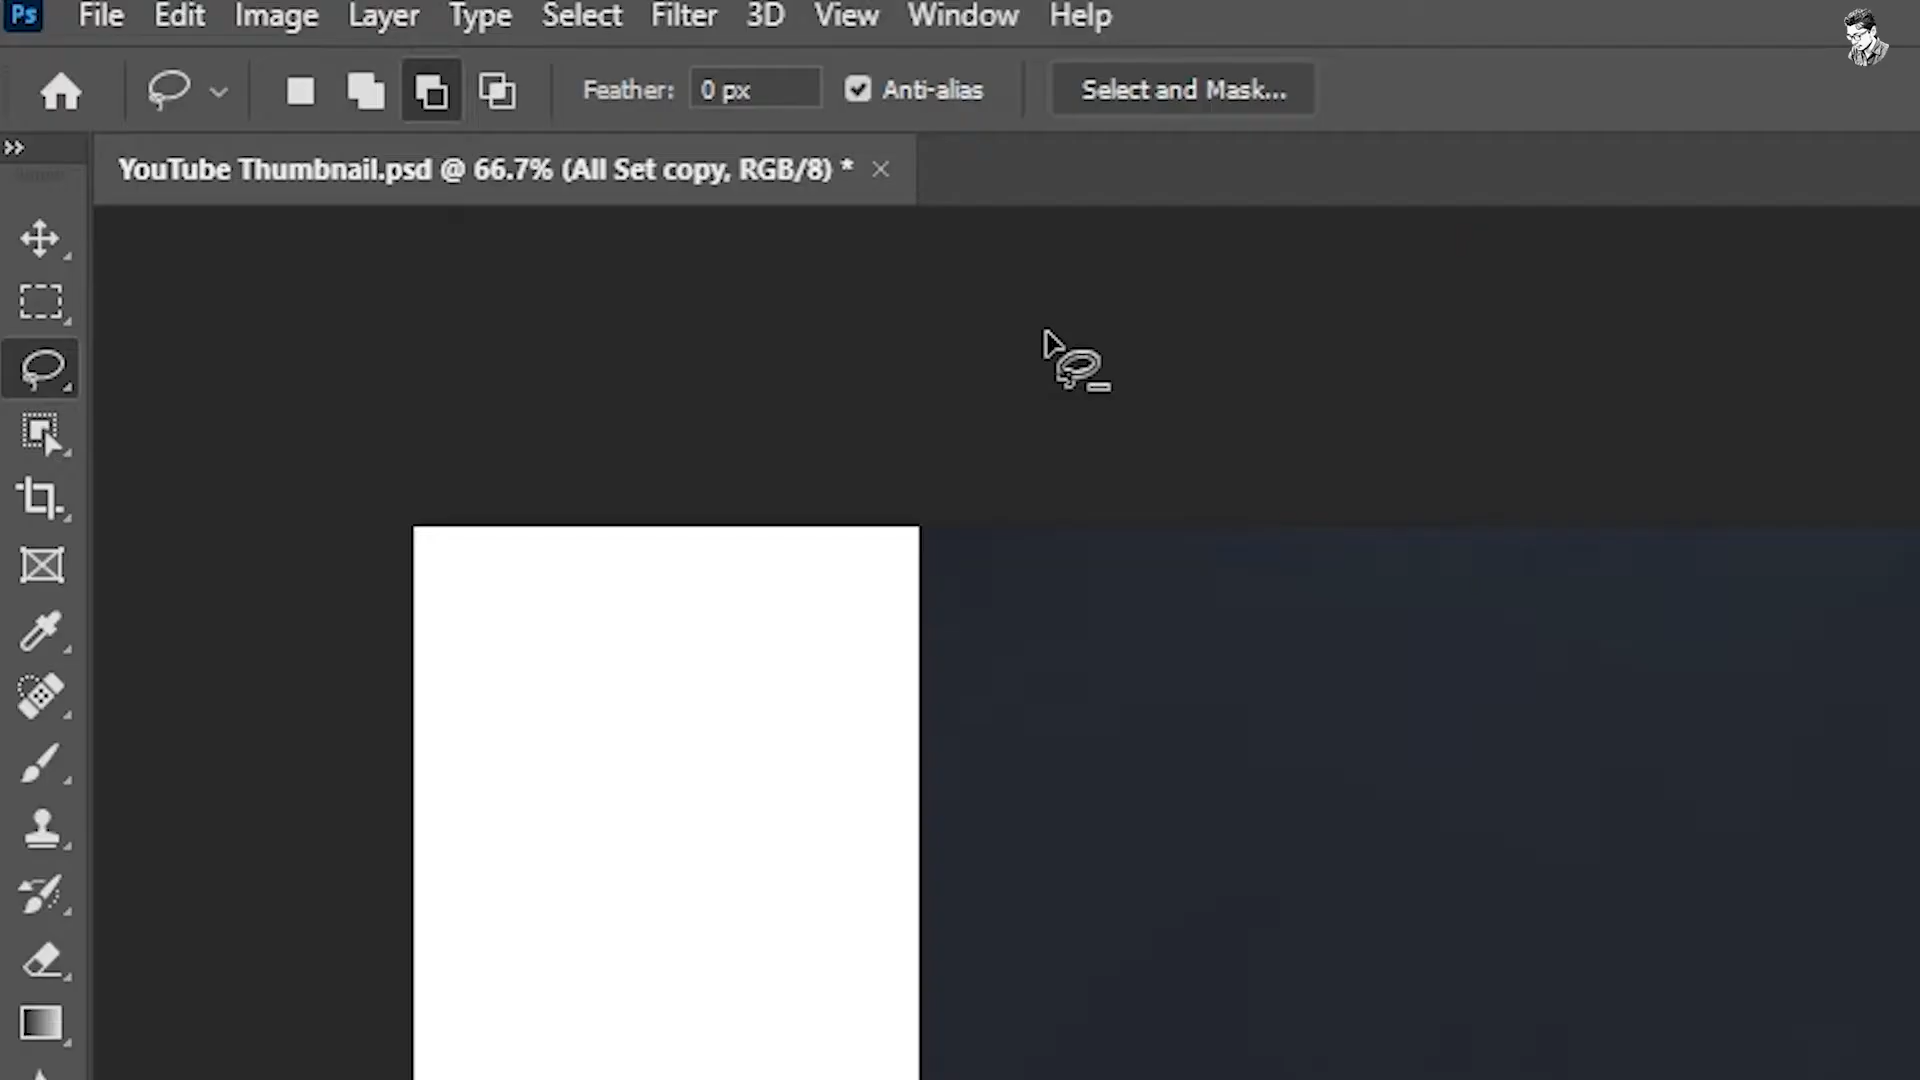 Ps File Edit Image Layer Type Select Filter 3D View Window Help
Feather: 0 px Anti-alias Select and Mask...
YouTube Thumbnail.psd @ 66.7% (All Set copy, RGB/8) *